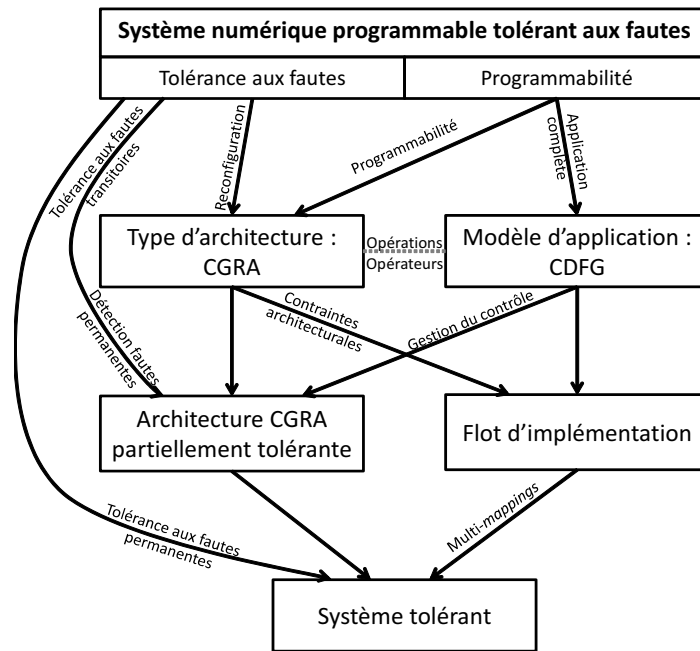 Système numérique programmable tolérant aux fautes
Tolérance aux fautes
Programmabilité
Tolérance aux fautes
transitoires
Reconfiguration
Programmabilité
Application
complète
Type d'architecture :
CGRA
Opérations
Opérateurs
Modèle d'application :
CDFG
Détection fautes
permanentes
Contraintes
architecturales
Gestion du contrôle
Architecture CGRA
partiellement tolérante
Flot d'implémentation
Tolérance aux fautes
permanentes
Multi-mappings
Système tolérant